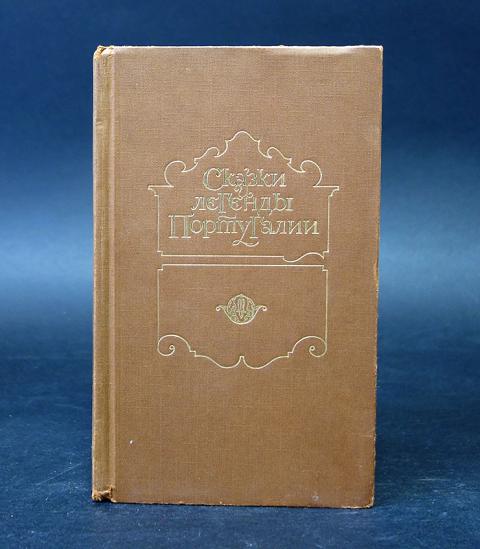 Сказки
и
легенды
Португалии